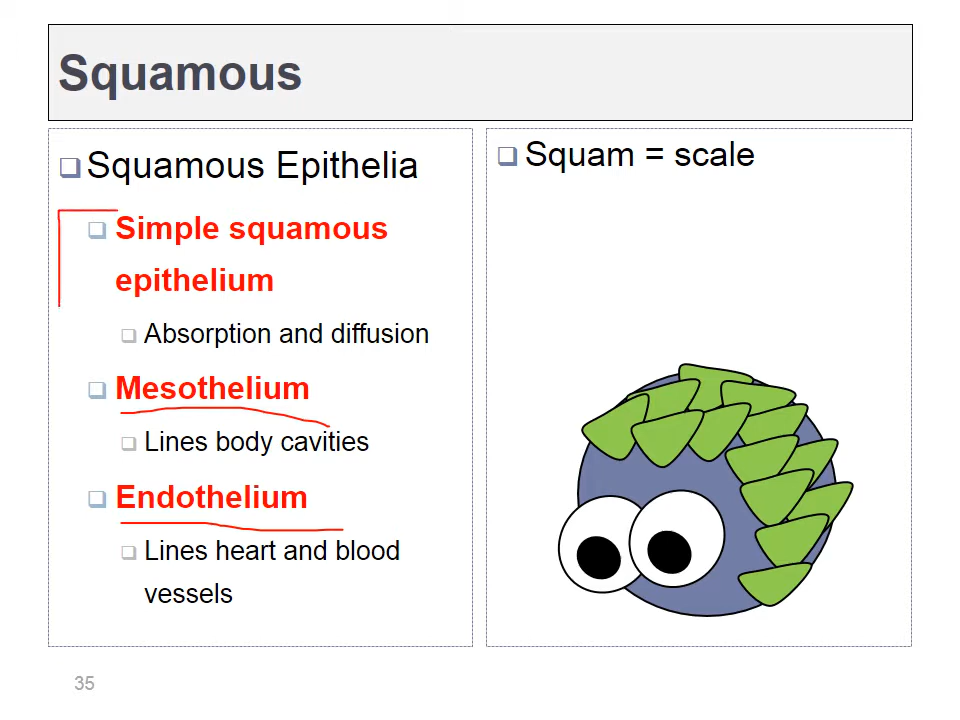 Squamous
Squamous Epithelia
Simple squamous
epithelium
Absorption and diffusion
Mesothelium
Lines body cavities
Endothelium
Lines heart and blood
vessels
Squam = scale
35